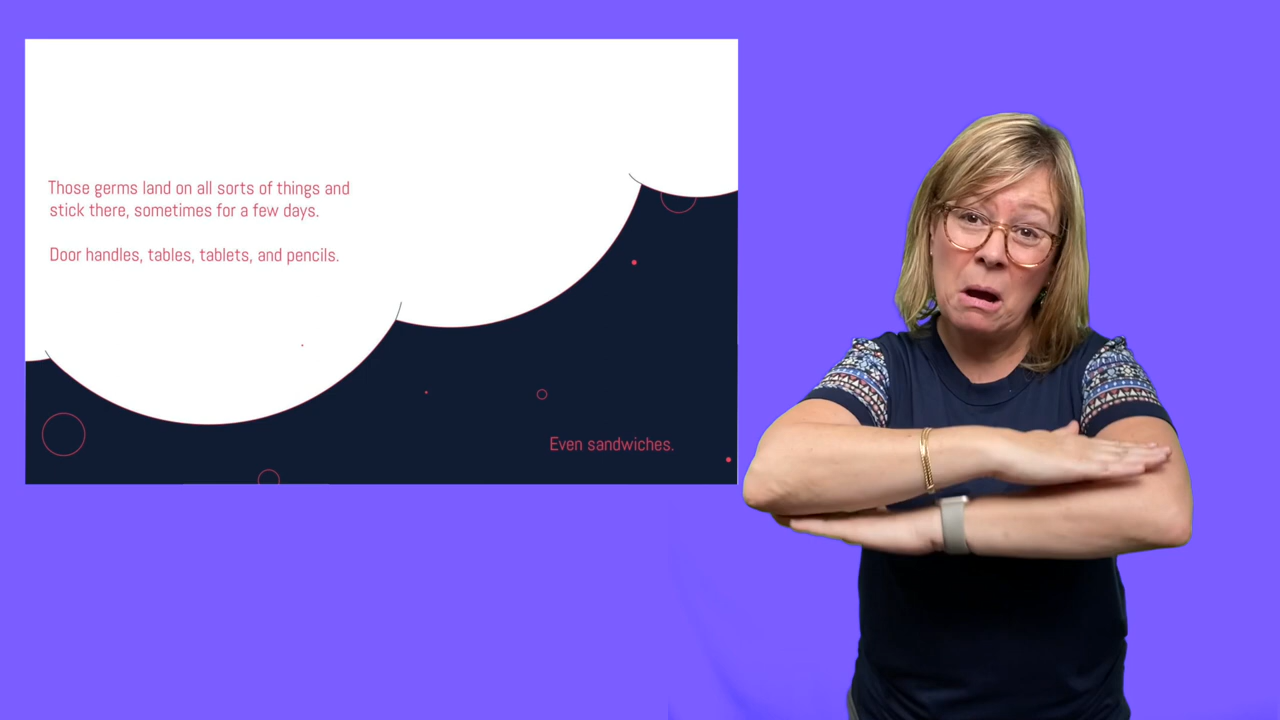 Those germs land on all sorts of things and
stick there, sometimes for a few days.
Door handles, tables, tablets, and pencils.
Even sandwiches.